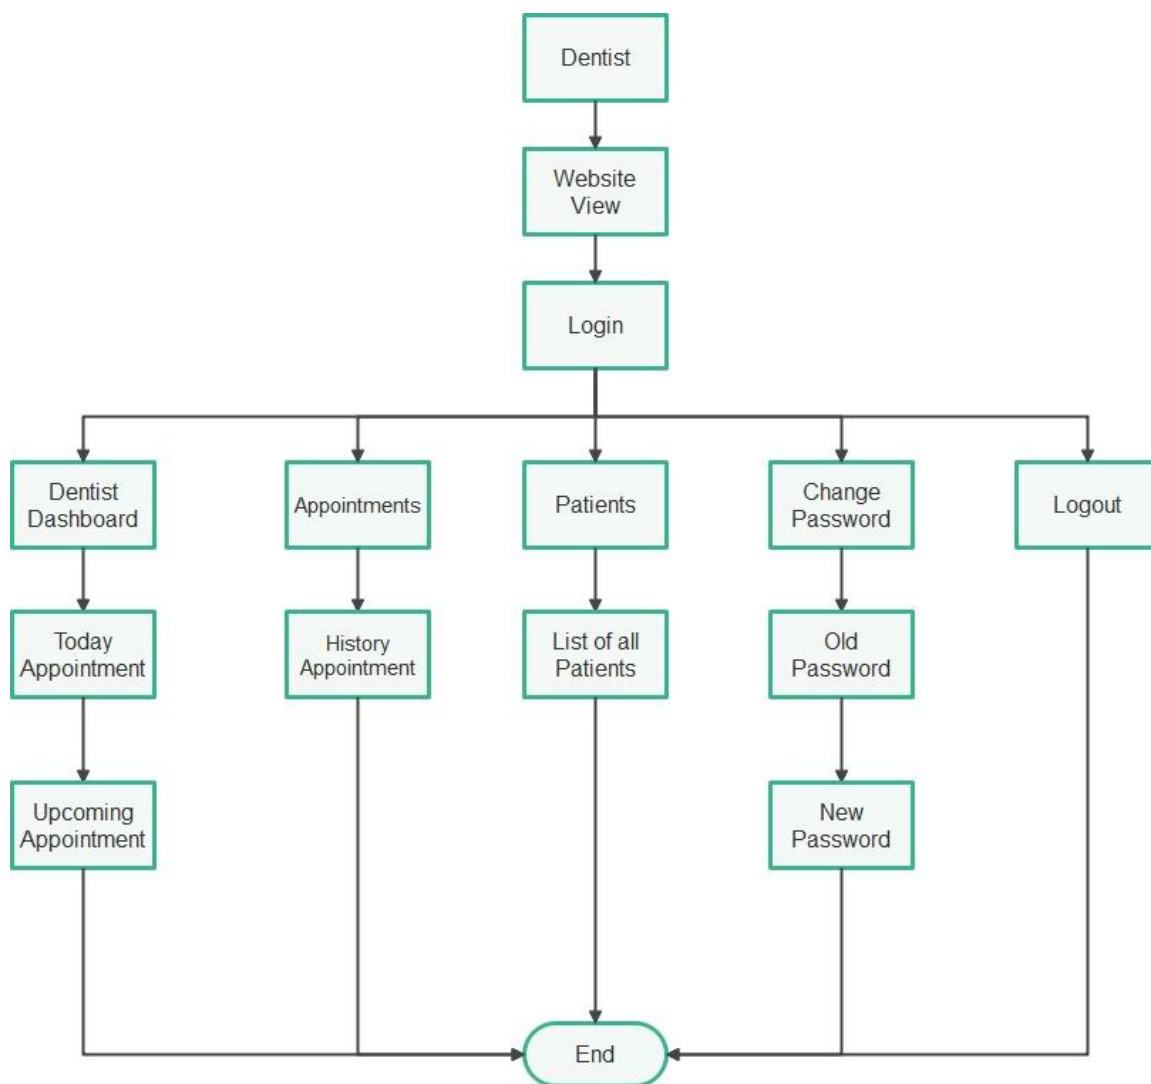 Dentist
Website
View
Login
Dentist
Dashboard
Appointments
Patients
Change
Password
Logout
Today
Appointment
History
Appointment
List of all
Patients
Old
Password
Upcoming
Appointment
New
Password
End